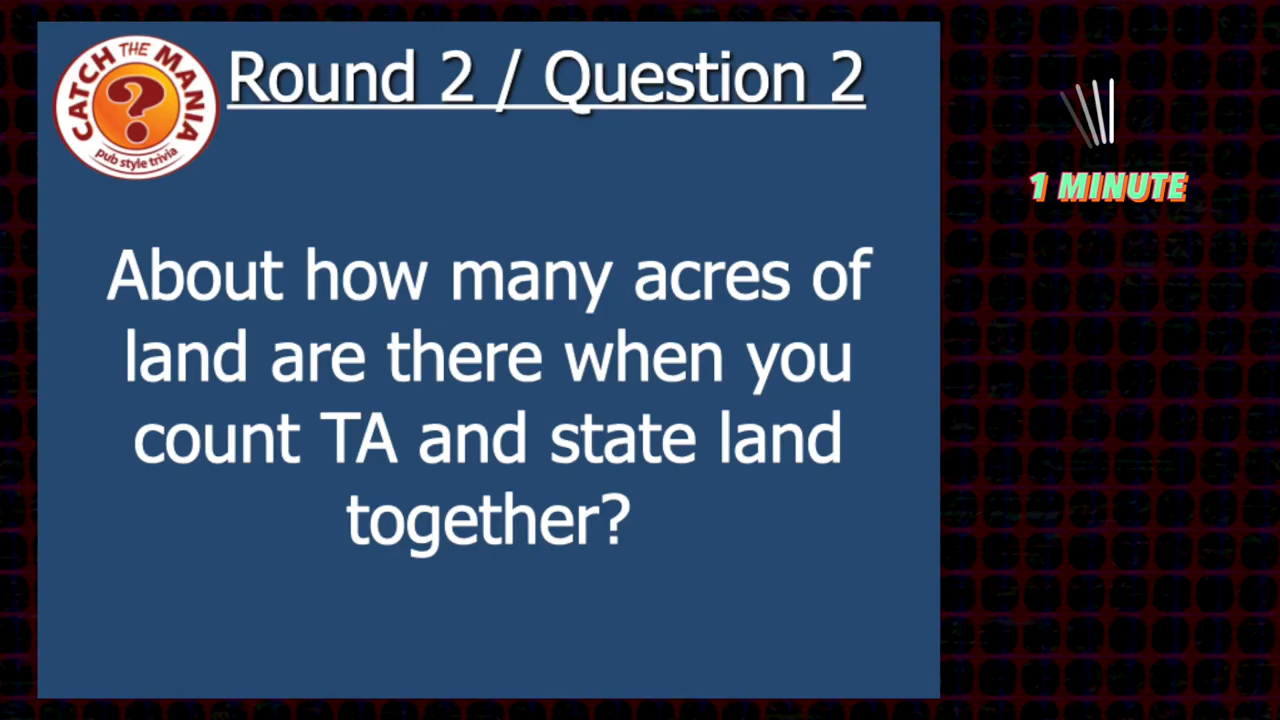 CATCH THE MANIA
?
pub style trivia
Round 2 / Question 2
1 MINUTE
About how many acres of
land are there when you
count TA and state land
together?